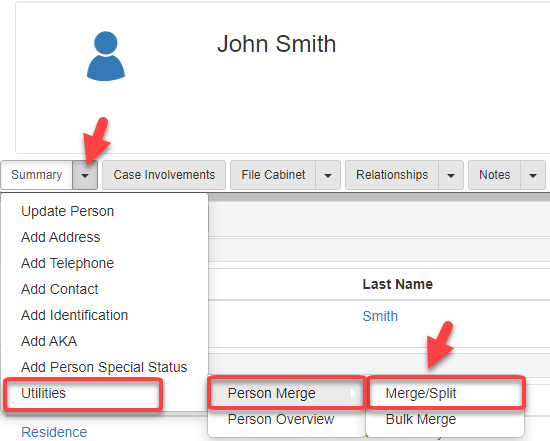 John Smith
Summary Case Involvements File Cabinet Relationships Notes
Update Person
Add Address
Add Telephone
Add Contact
Last Name
Add Identification
Smith
Add AKA
Add Person Special Status
Utilities Person Merge Merge/Split
Person Overview Bulk Merge
Residence